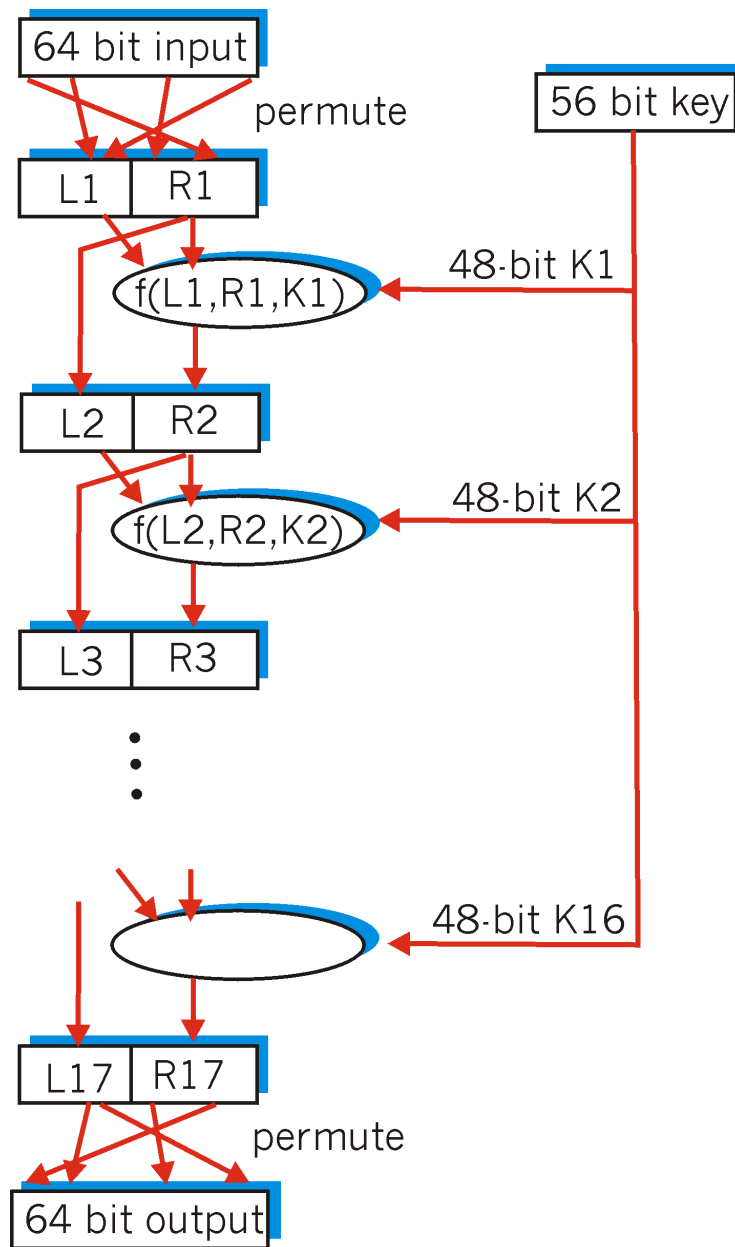 64 bit input
56 bit key
permute
L1 R1
48-bit K1
f(L1,R1,K1)
L2 R2
48-bit K2
f(L2,R2,K2)
L3 R3
48-bit K16
L17 R17
permute
64 bit output